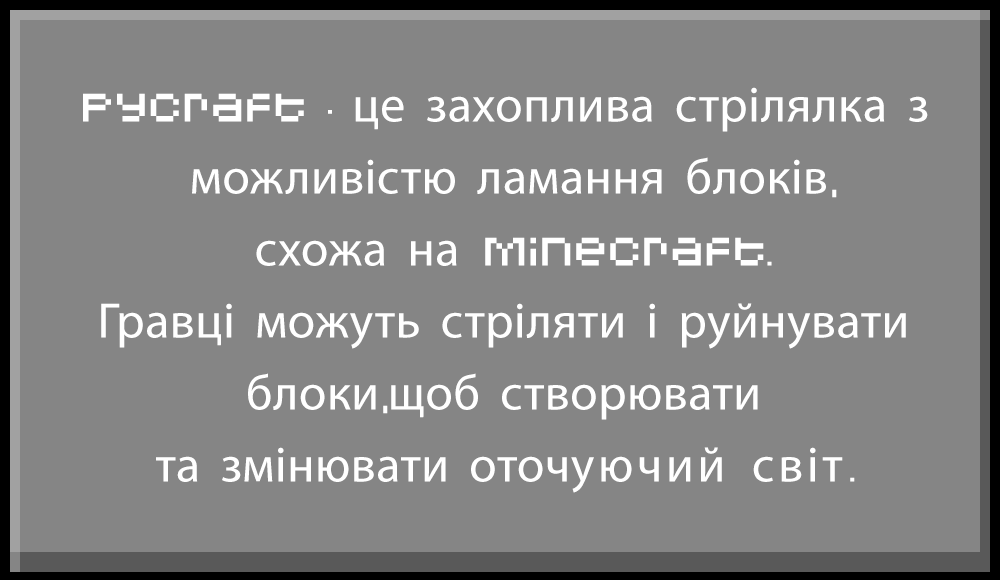 Pycraft - це захоплива стрілялка з
можливістю ламання блоків,
схожа на Minecraft.
Гравці можуть стріляти і руйнувати
блоки,щоб створювати
та змінювати оточуючий світ.